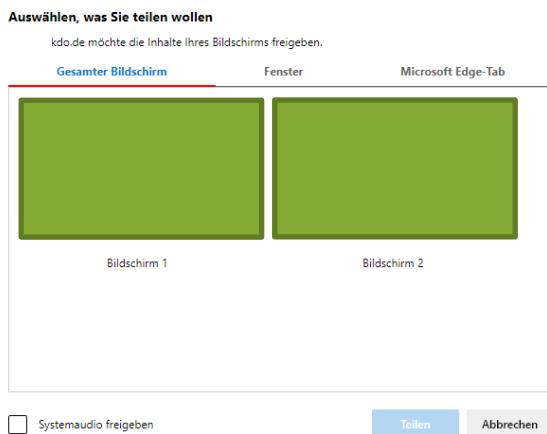 Auswählen, was Sie teilen wollen
kdo.de möchte die Inhalte Ihres Bildschirms freigeben.
Gesamter Bildschirm Fenster Microsoft Edge-Tab
Bildschirm 1 Bildschirm 2
Systemaudio freigeben Teilen Abbrechen